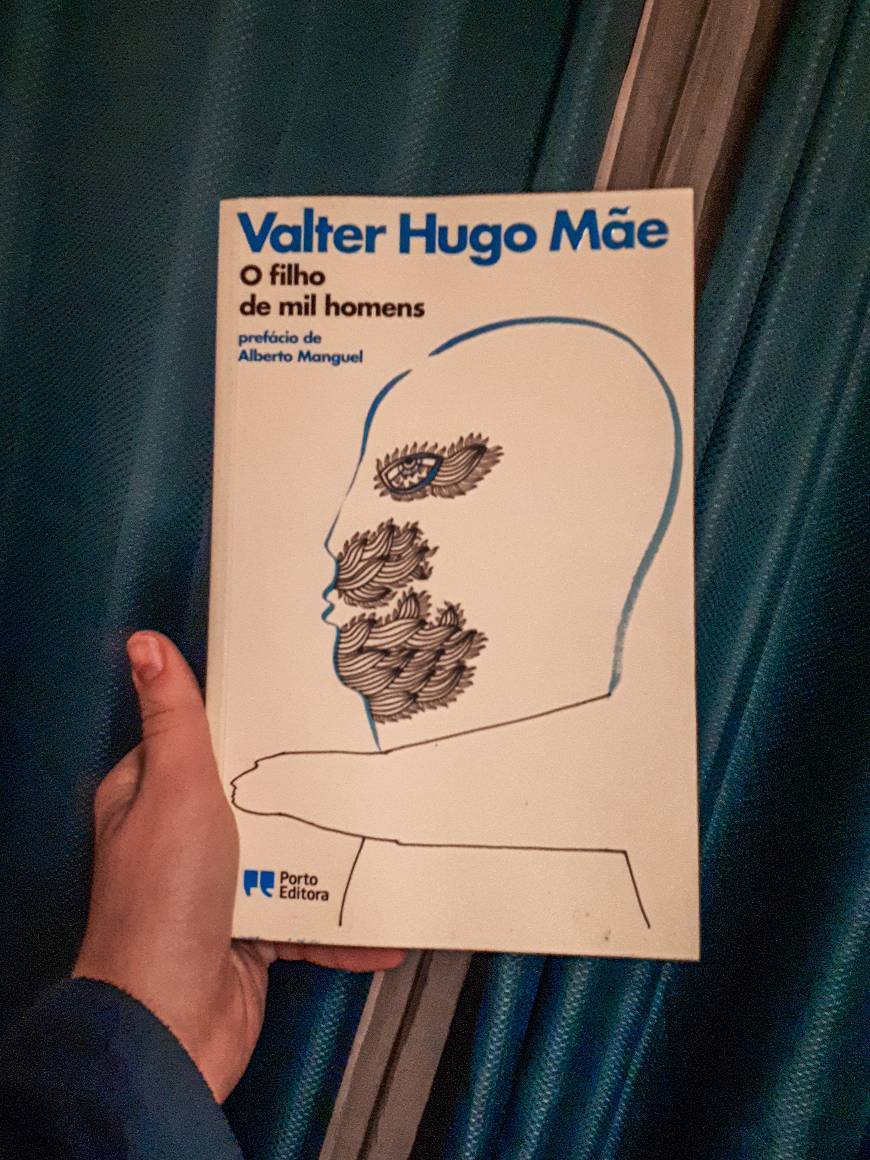 Valter Hugo Mãe
O filho
de mil homens
prefácio de
Alberto Manguel
Porto
Editora